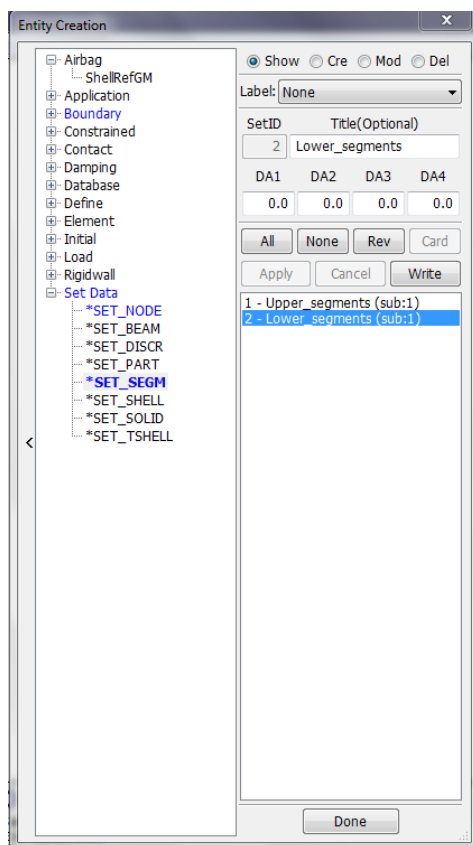 Entity Creation
x
Airbag
ShellRefGM
Application
Boundary
Constrained
Contact
Damping
Database
Define
Element
Initial
Load
Rigidwall
Set Data
*SET_NODE
*SET_BEAM
*SET_DISCR
*SET_PART
*SET_SEGM
*SET_SHELL
*SET_SOLID
*SET_TSHELL
<
Show Cre Mod Del
Label: None
SetID Title(Optional)
2 Lower_segments
DA1 DA2 DA3 DA4
0.0 0.0 0.0 0.0
All None Rev Card
Apply Cancel Write
1 - Upper_segments (sub:1)
2 - Lower_segments (sub:1)
Done